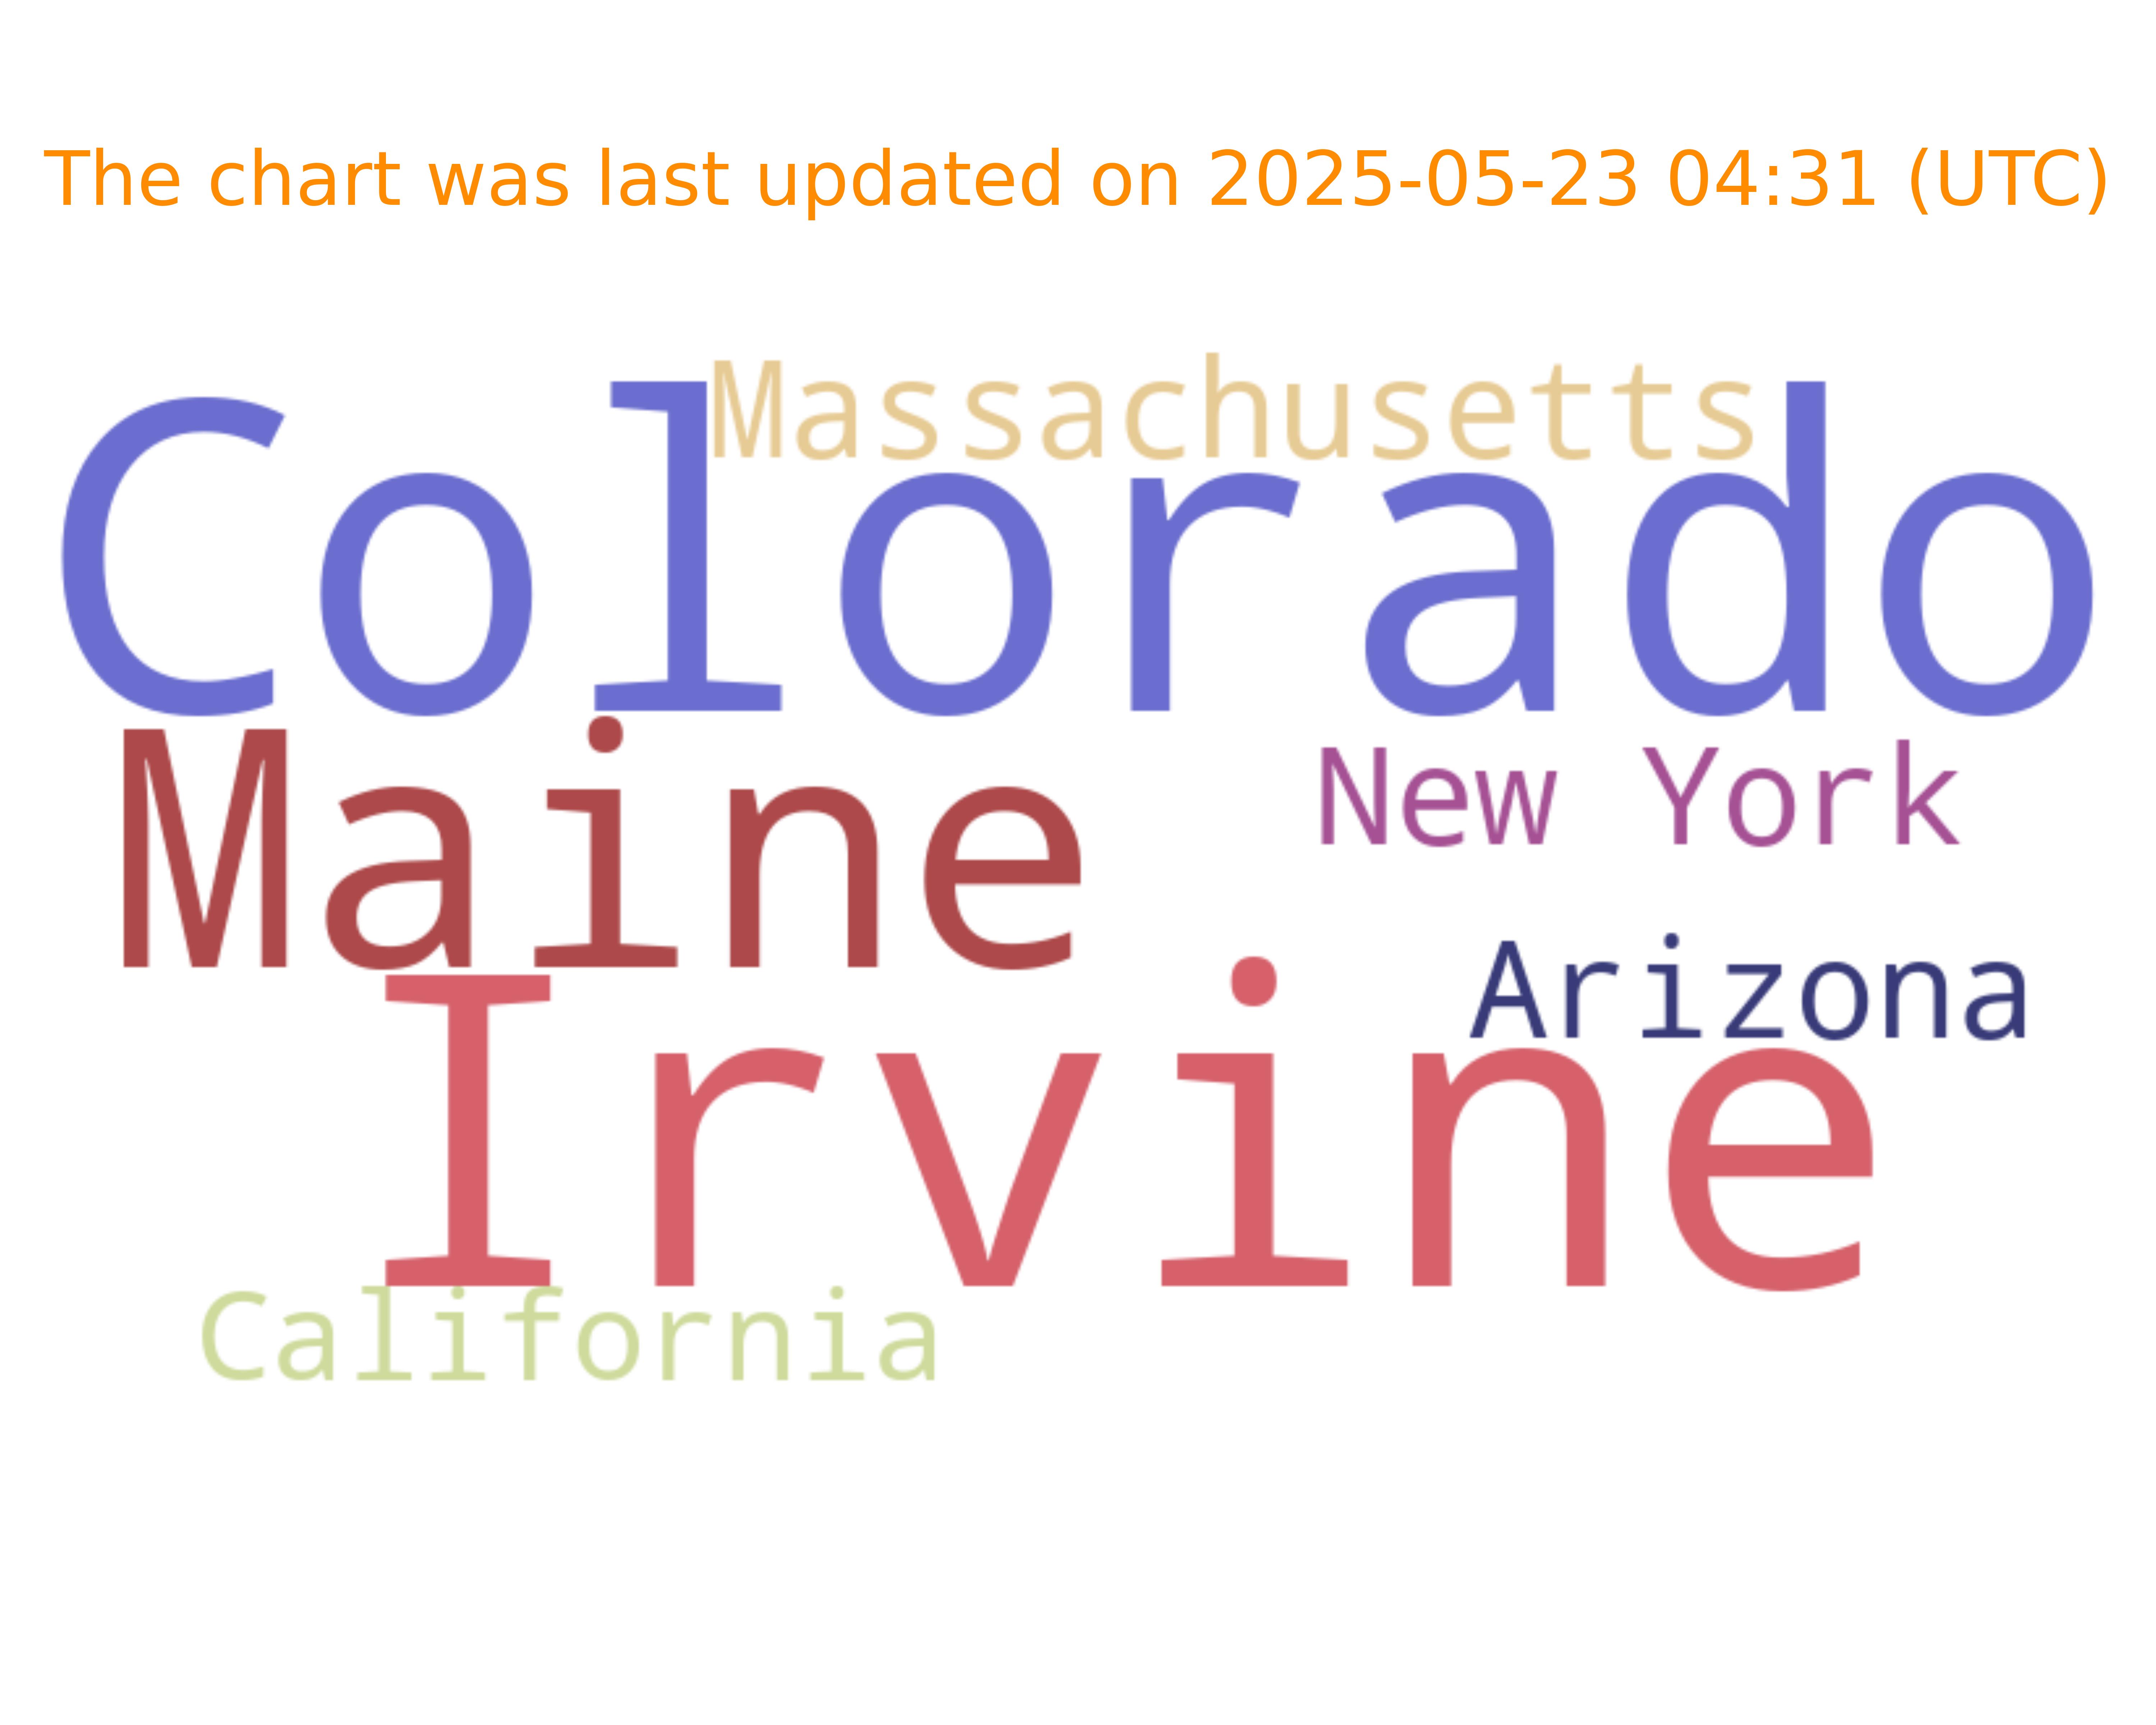 The chart was last updated on 2025-05-23 04:31 (UTC)
Massachusetts
Colorado
Maine
New York
Arizona
Irvine
California